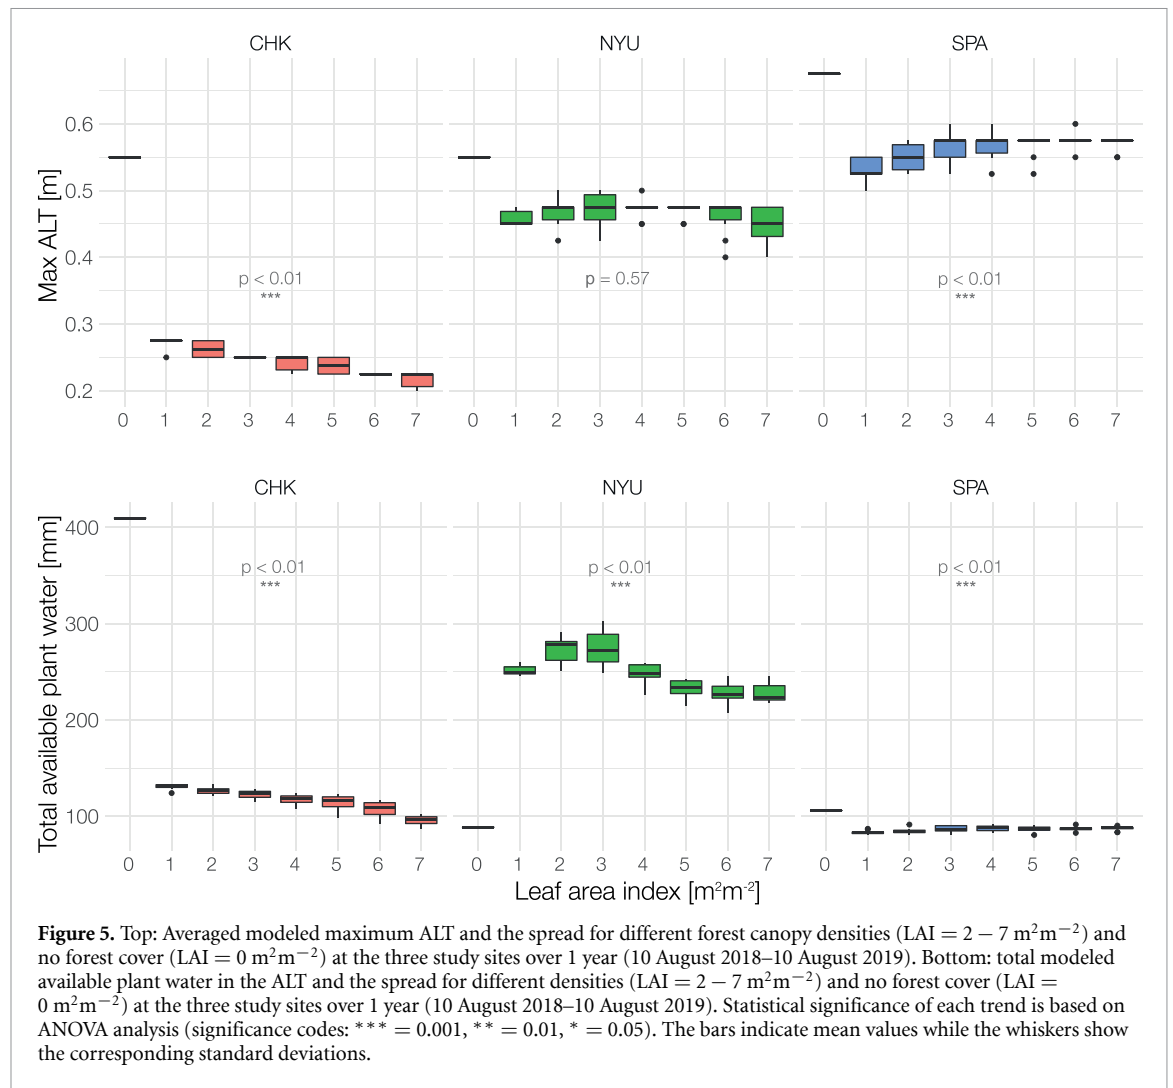 CHK NYU SPA
Max ALT [m]
0.6
0.5
0.4
0.3
0.2
p < 0.01
***
p = 0.57
p < 0.01
***
0 1 2 3 4 5 6 7 0 1 2 3 4 5 6 7 0 1 2 3 4 5 6 7
CHK NYU SPA
Total available plant water [mm]
400
300
200
100
p < 0.01
***
p < 0.01
***
p < 0.01
***
0 1 2 3 4 5 6 7 0 1 2 3 4 5 6 7 0 1 2 3 4 5 6 7
Leaf area index [m²m⁻²]
Figure 5. Top: Averaged modeled maximum ALT and the spread for different forest canopy densities (LAI = 2 − 7 m²m⁻²) and
no forest cover (LAI = 0 m²m⁻²) at the three study sites over 1 year (10 August 2018–10 August 2019). Bottom: total modeled
available plant water in the ALT and the spread for different densities (LAI = 2 − 7 m²m⁻²) and no forest cover (LAI =
0 m²m⁻²) at the three study sites over 1 year (10 August 2018–10 August 2019). Statistical significance of each trend is based on
ANOVA analysis (significance codes: *** = 0.001, ** = 0.01, * = 0.05). The bars indicate mean values while the whiskers show
the corresponding standard deviations.